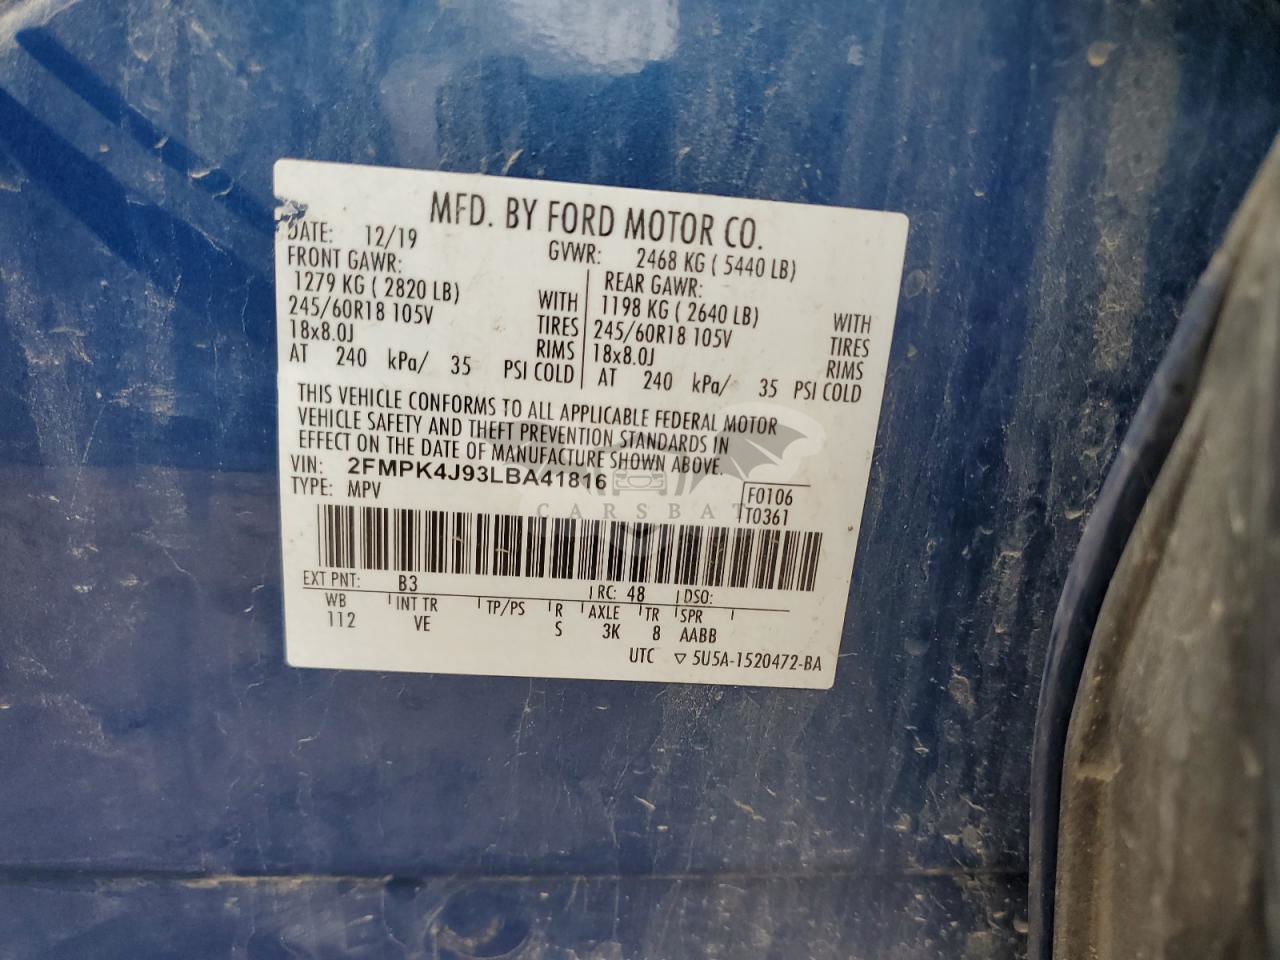 MFD. BY FORD MOTOR CO.
DATE: 12/19 GVWR: 2468 KG ( 5440 LB)
FRONT GAWR: REAR GAWR:
1279 KG ( 2820 LB) WITH 1198 KG ( 2640 LB) WITH
245/60R18 105V TIRES 245/60R18 105V TIRES
18x8.0J RIMS 18x8.0J RIMS
AT 240 kPa/ 35 PSI COLD AT 240 kPa/ 35 PSI COLD
THIS VEHICLE CONFORMS TO ALL APPLICABLE FEDERAL MOTOR
VEHICLE SAFETY AND THEFT PREVENTION STANDARDS IN
EFFECT ON THE DATE OF MANUFACTURE SHOWN ABOVE.
VIN: 2FMPK4J93LBA41816
TYPE: MPV
F0106
T0361
CARSBAT
EXT PNT: B3 RC: 48 DSO:
WB INT TR TP/PS R AXLE TR SPR
112 VE S 3K 8 AABB
UTC ▽ 5U5A-1520472-BA